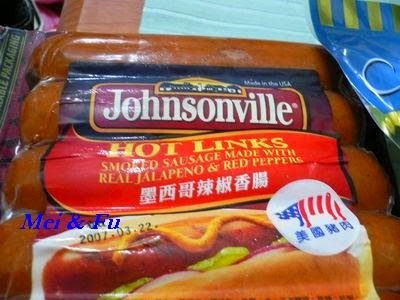 Made in the USA
Johnsonville
HOT LINKS
SMOKED SAUSAGE MADE WITH
REAL JALAPENO & RED PEPPERS
墨西哥辣椒香腸
美國豬肉
Mei & Fu
2007.03.22